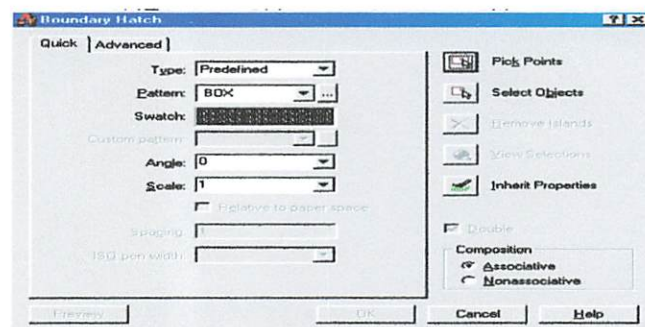 Boundary Hatch
Quick Advanced
Type: Predefined
Pattern: BOX ...
Swatch:
Custom pattern:
Angle: 0
Scale: 1
Relative to paper space
Spacing: 1
ISO pen width:
Pick Points
Select Objects
Remove Islands
View Selections
Inherit Properties
Double
Composition
Associative
Nonassociative
Preview OK Cancel Help